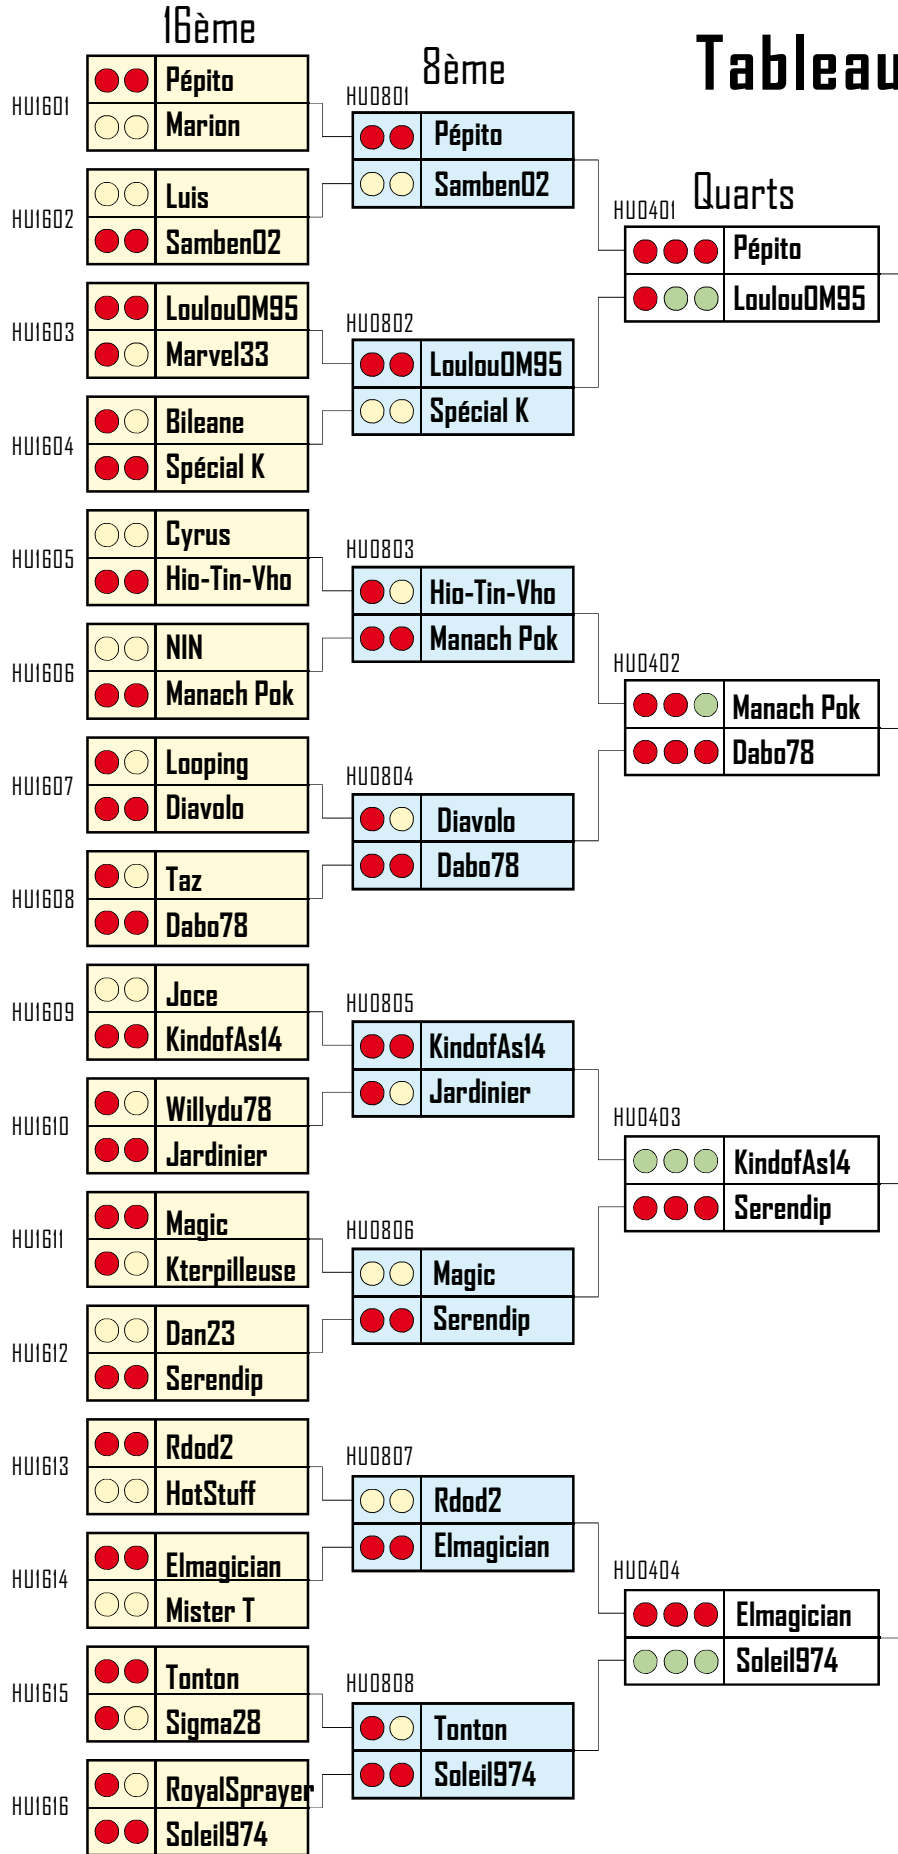 16ème
HU1601
Pépito
Marion
HU1602
Luis
Samben02
HU1603
LoulouOM95
Marvel33
HU1604
Bileane
Spécial K
HU1605
Cyrus
Hio-Tin-Vho
HU1606
NIN
Manach Pok
HU1607
Looping
Diavolo
HU1608
Taz
Dabo78
HU1609
Joce
KindofAs14
HU1610
Willydu78
Jardinier
HU1611
Magic
Kterpilleuse
HU1612
Dan23
Serendip
HU1613
Rdod2
HotStuff
HU1614
Elmagician
Mister T
HU1615
Tonton
Sigma28
HU1616
RoyalSprayer
Soleil974
8ème
HU0801
Pépito
Samben02
HU0802
LoulouOM95
Spécial K
HU0803
Hio-Tin-Vho
Manach Pok
HU0804
Diavolo
Dabo78
HU0805
KindofAs14
Jardinier
HU0806
Magic
Serendip
HU0807
Rdod2
Elmagician
HU0808
Tonton
Soleil974
Tableau
Quarts
HU0401
Pépito
LoulouOM95
HU0402
Manach Pok
Dabo78
HU0403
KindofAs14
Serendip
HU0404
Elmagician
Soleil974